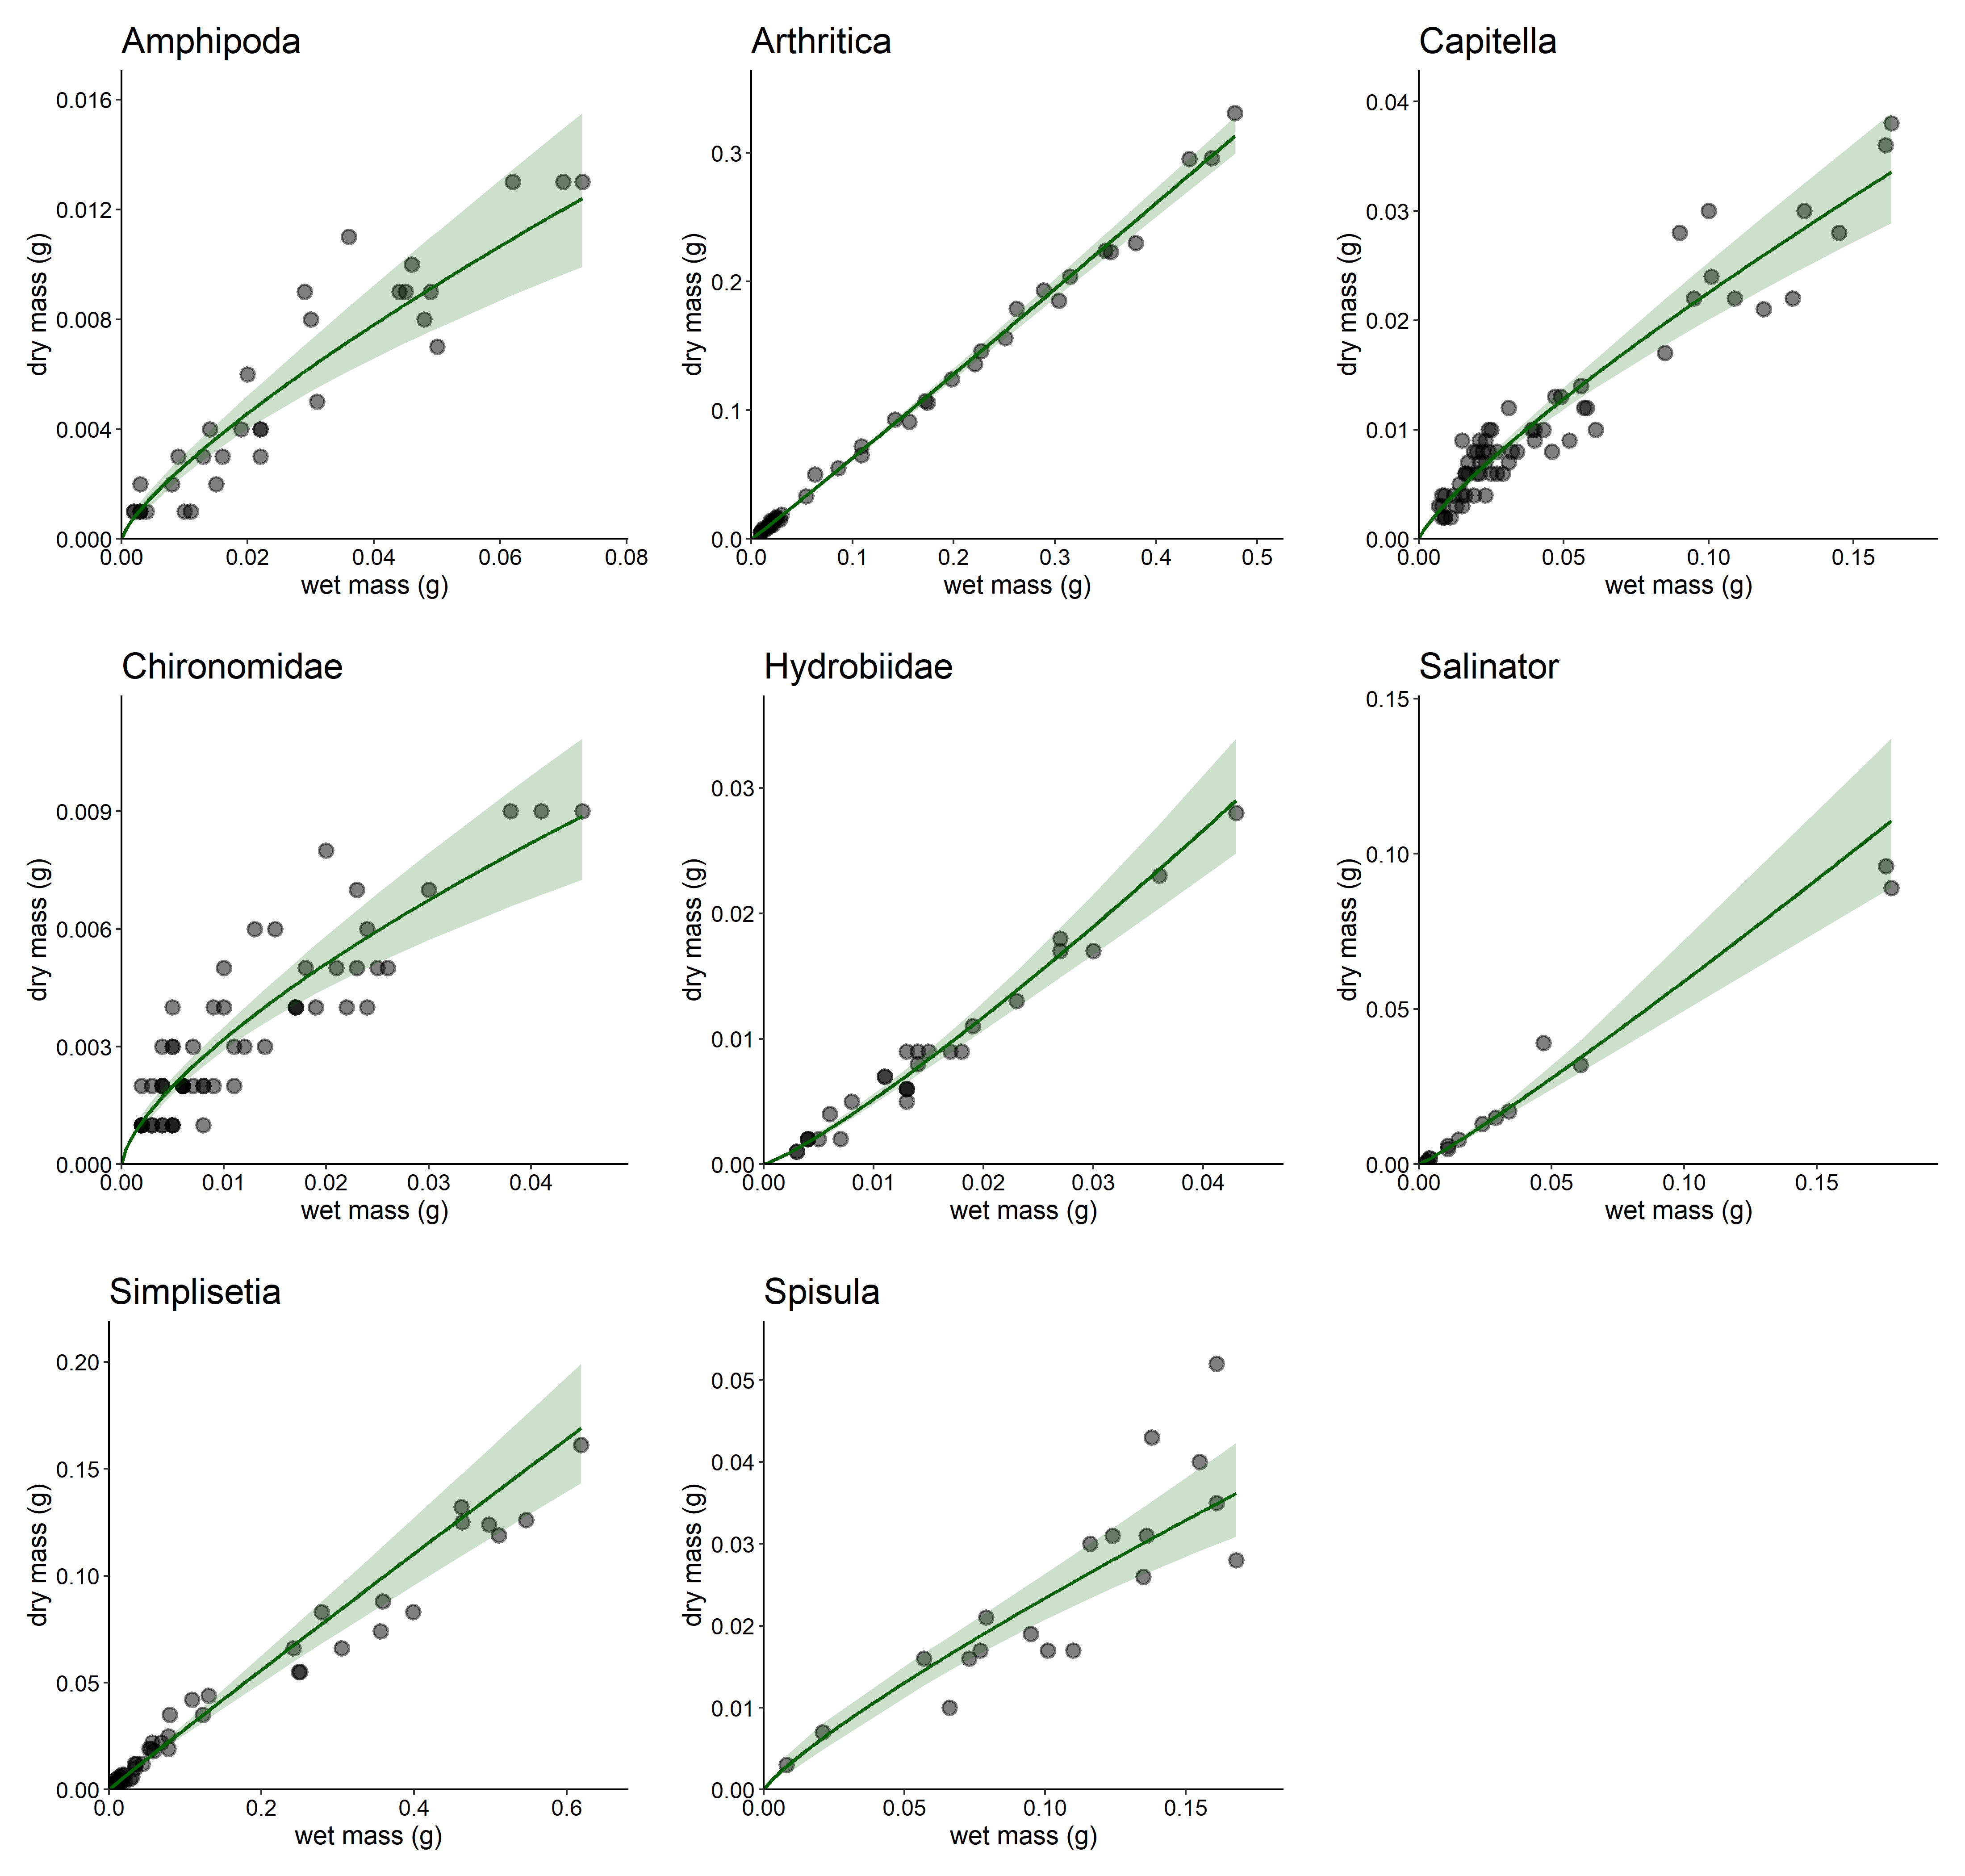 Amphipoda
dry mass (g)
0.016
0.012
0.008
0.004
0.000
0.00 0.02 0.04 0.06 0.08
wet mass (g)
Arthritica
dry mass (g)
0.3
0.2
0.1
0.0
0.0 0.1 0.2 0.3 0.4 0.5
wet mass (g)
Capitella
dry mass (g)
0.04
0.03
0.02
0.01
0.00
0.00 0.05 0.10 0.15
wet mass (g)
Chironomidae
dry mass (g)
0.009
0.006
0.003
0.000
0.00 0.01 0.02 0.03 0.04
wet mass (g)
Hydrobiidae
dry mass (g)
0.03
0.02
0.01
0.00
0.00 0.01 0.02 0.03 0.04
wet mass (g)
Salinator
dry mass (g)
0.15
0.10
0.05
0.00
0.00 0.05 0.10 0.15
wet mass (g)
Simplisetia
dry mass (g)
0.20
0.15
0.10
0.05
0.00
0.0 0.2 0.4 0.6
wet mass (g)
Spisula
dry mass (g)
0.05
0.04
0.03
0.02
0.01
0.00
0.00 0.05 0.10 0.15
wet mass (g)